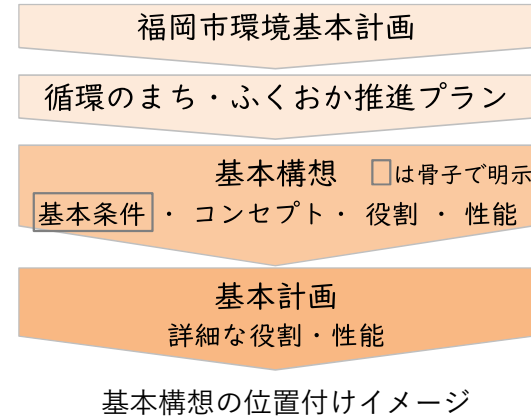 福岡市環境基本計画
循環のまち・ふくおか推進プラン
基本構想 □は骨子で明示
基本条件 ・ コンセプト・ 役割 ・ 性能
基本計画
詳細な役割・性能
基本構想の位置付けイメージ